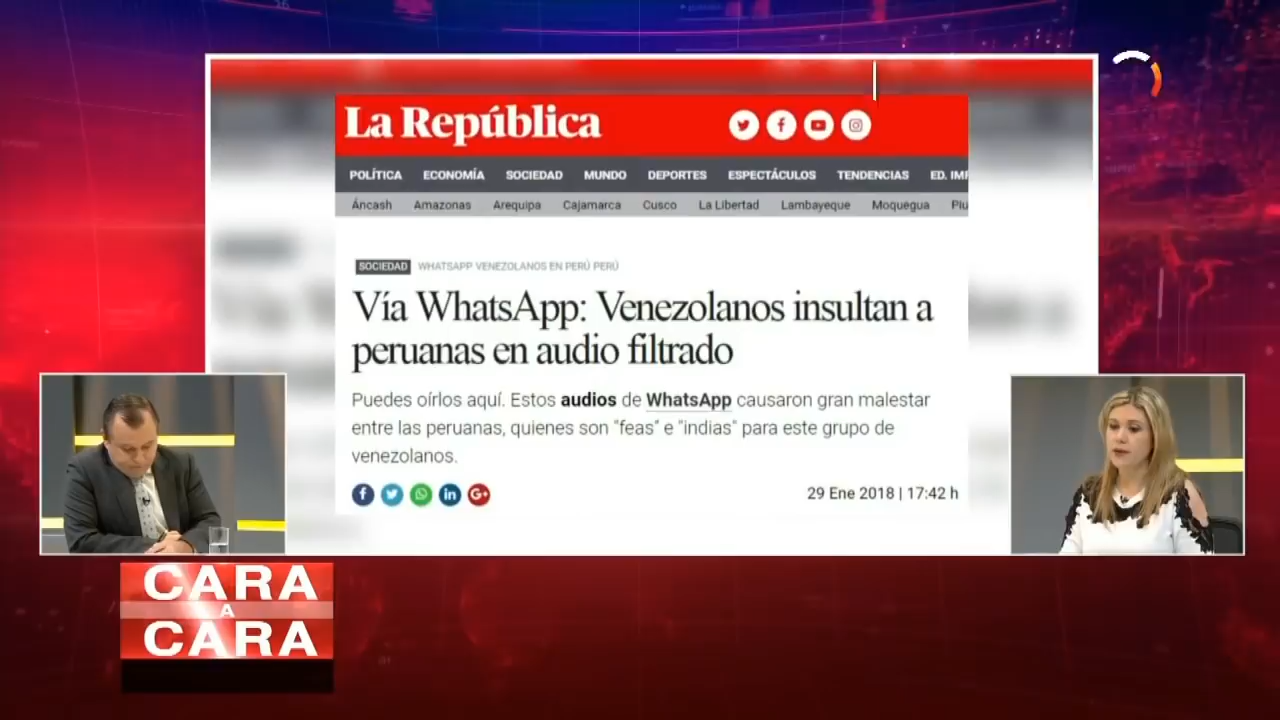 La República
POLÍTICA ECONOMÍA SOCIEDAD MUNDO DEPORTES ESPECTÁCULOS TENDENCIAS ED.
Áncash Amazonas Arequipa Cajamarca Cusco La Libertad Lambayeque Moquegua
SOCIEDAD WHATSAPP VENEZOLANOS EN PERÚ PERÚ
Vía WhatsApp: Venezolanos insultan a
peruanas en audio filtrado
Puedes oírlos aquí. Estos audios de WhatsApp causaron gran malestar
entre las peruanas, quienes son "feas" e "indias" para este grupo de
venezolanos.
29 Ene 2018 | 17:42 h
CARA
A
CARA